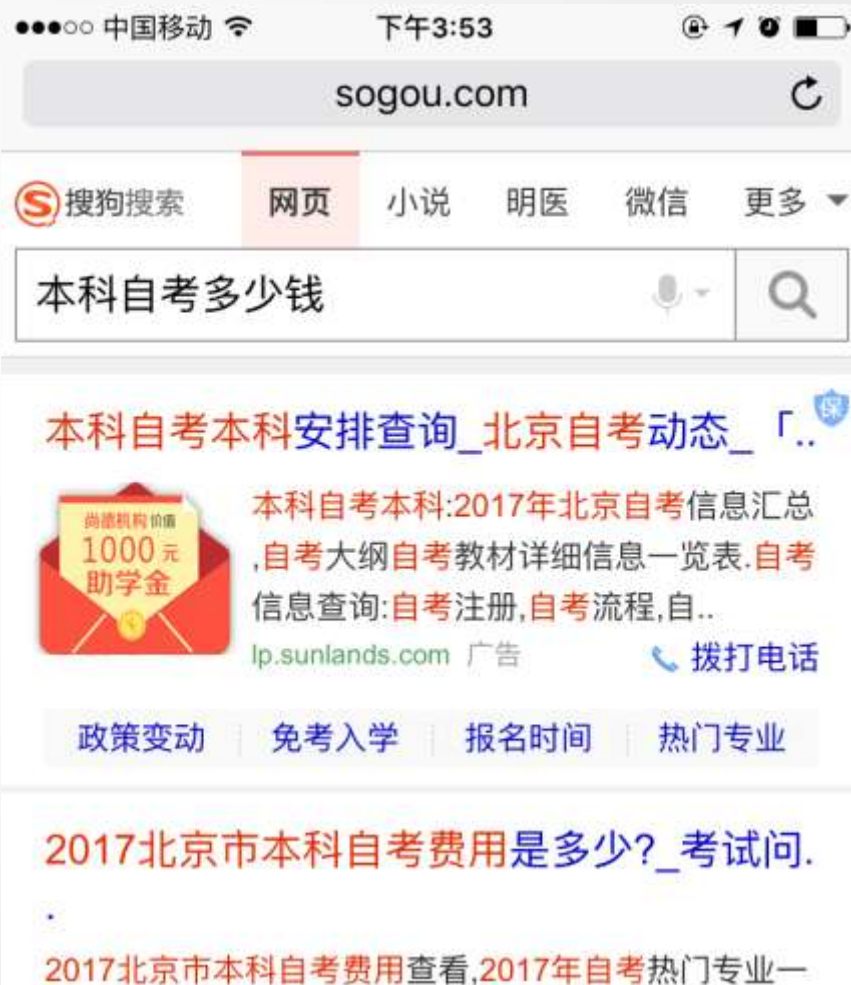 中国移动 下午3:53
sogou.com
搜狗搜索 网页 小说 明医 微信 更多
本科自考多少钱
本科自考本科安排查询_北京自考动态_「..
保
尚德机构价值
1000元
助学金
本科自考本科:2017年北京自考信息汇总
,自考大纲自考教材详细信息一览表.自考
信息查询:自考注册,自考流程,自..
lp.sunlands.com 广告 拨打电话
政策变动 免考入学 报名时间 热门专业
2017北京市本科自考费用是多少?_考试问.
.
2017北京市本科自考费用查看,2017年自考热门专业一